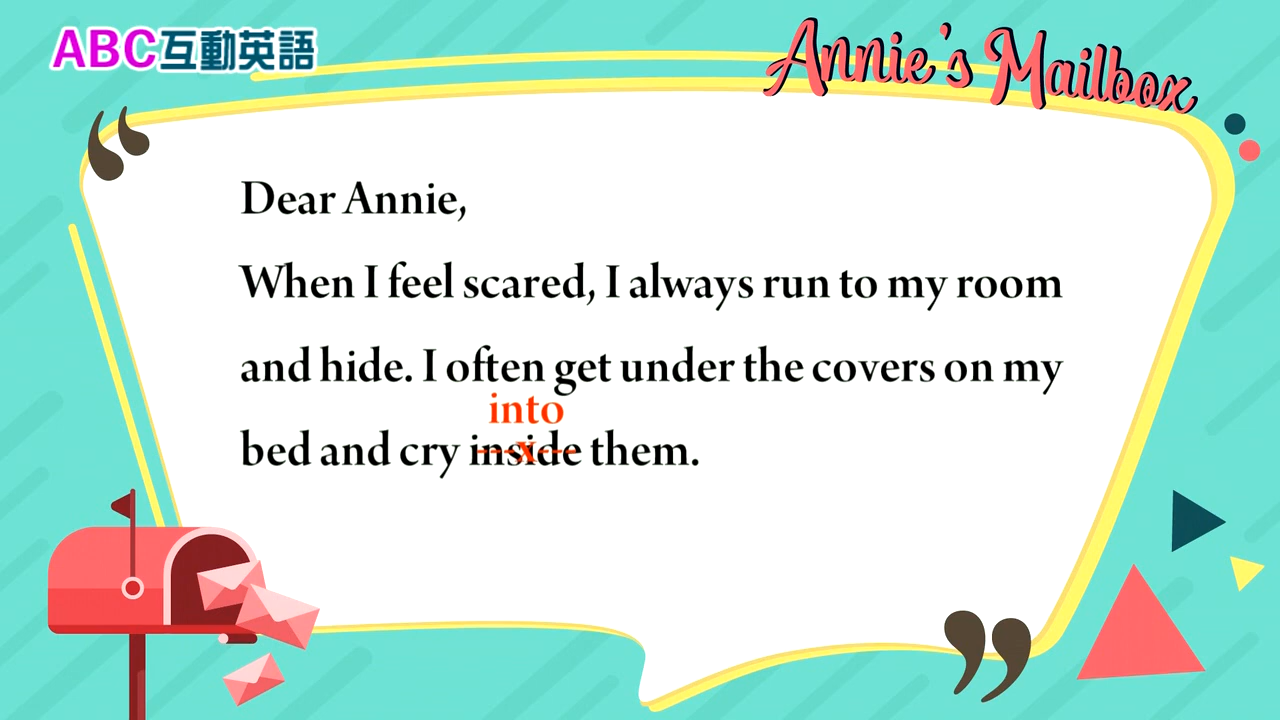 ABC互動英語
Annie's Mailbox
Dear Annie,
When I feel scared, I always run to my room
and hide. I often get under the covers on my
into
bed and cry inside them.
x